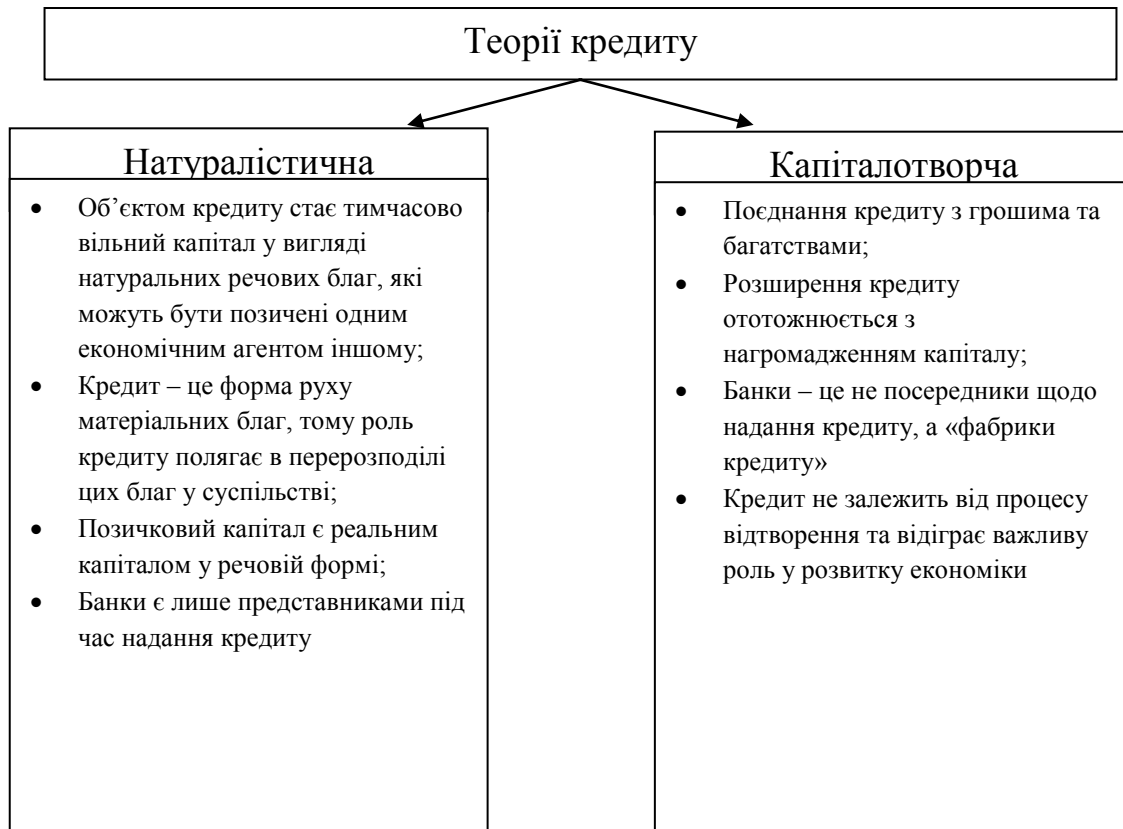 Теорії кредиту
Натуралістична
• Об’єктом кредиту стає тимчасово
вільний капітал у вигляді
натуральних речових благ, які
можуть бути позичені одним
економічним агентом іншому;
• Кредит – це форма руху
матеріальних благ, тому роль
кредиту полягає в перерозподілі
цих благ у суспільстві;
• Позичковий капітал є реальним
капіталом у речовій формі;
• Банки є лише представниками під
час надання кредиту
Капіталотворча
• Поєднання кредиту з грошима та
багатствами;
• Розширення кредиту
ототожнюється з
нагромадженням капіталу;
• Банки – це не посередники щодо
надання кредиту, а «фабрики
кредиту»
• Кредит не залежить від процесу
відтворення та відіграє важливу
роль у розвитку економіки